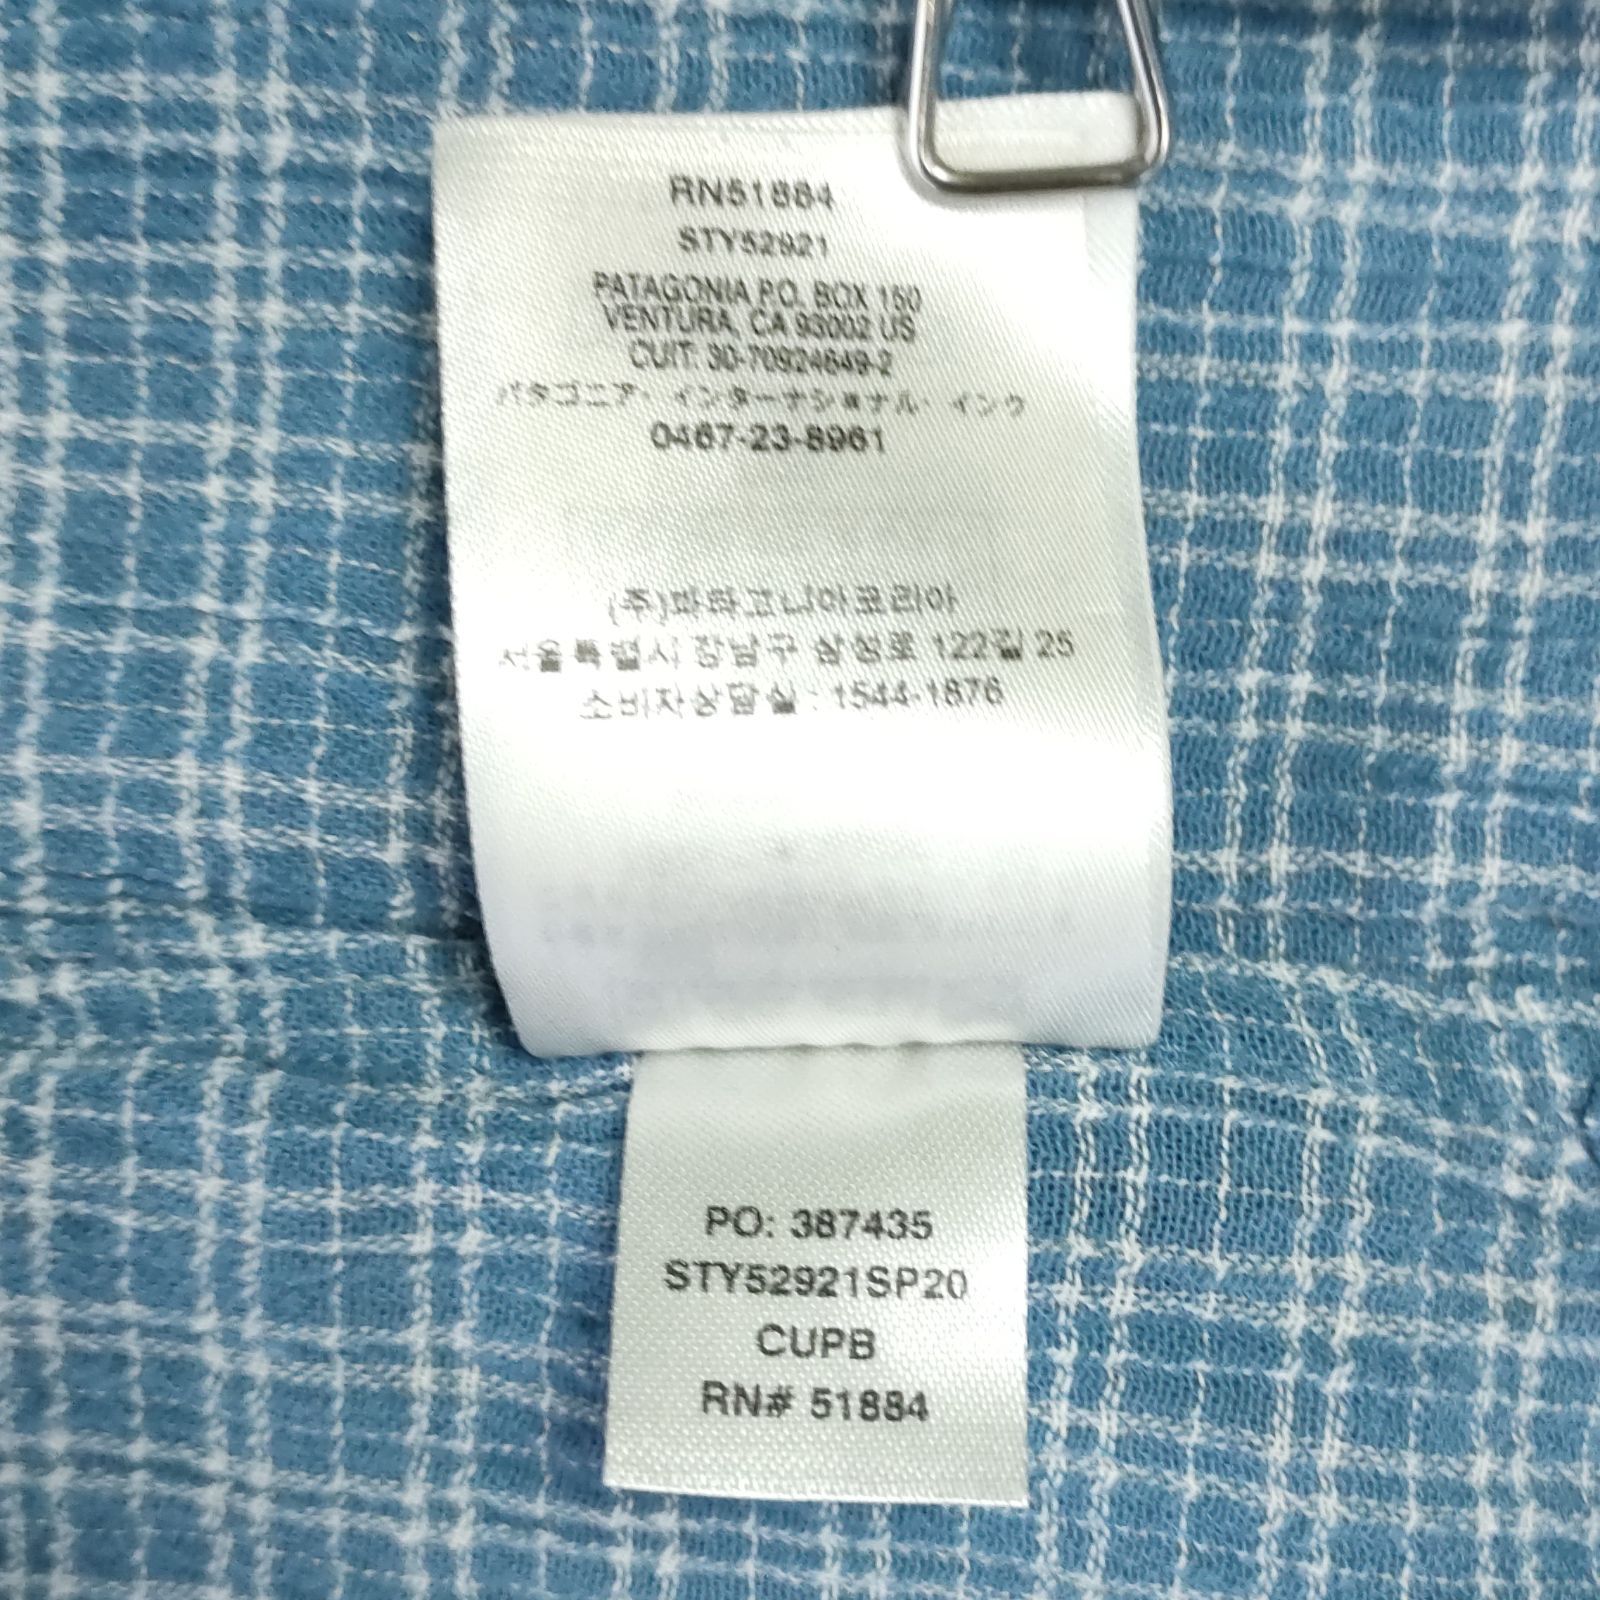 RN51884
STY52921
PATAGONIA P.O. BOX 150
VENTURA, CA 93002 US
CUIT: 30-70924649-2
パタゴニア・インターナショナル・インク
0467-23-8961
(주)파타고니아코리아
서울특별시 강남구 삼성로 122길 25
소비자상담실 : 1544-1876
PO: 387435
STY52921SP20
CUPB
RN# 51884